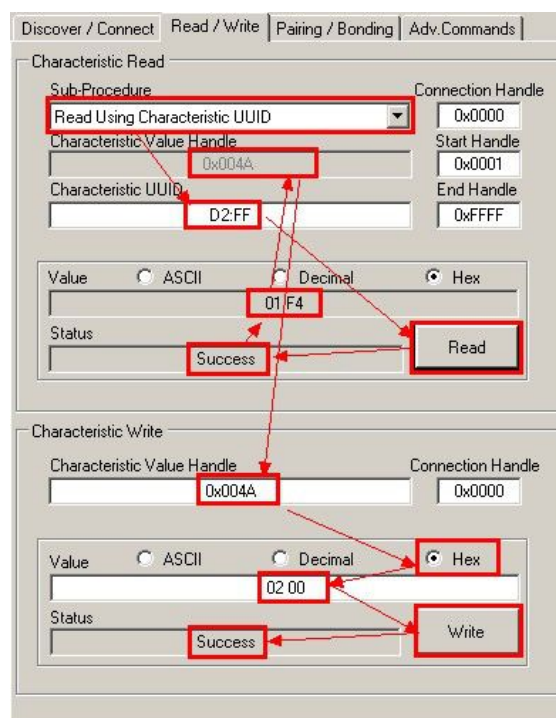 Discover / Connect Read / Write Pairing / Bonding Adv.Commands
Characteristic Read
Sub-Procedure Connection Handle
Read Using Characteristic UUID 0x0000
Characteristic Value Handle Start Handle
0x004A 0x0001
Characteristic UUID End Handle
D2:FF 0xFFFF
Value ASCII Decimal Hex
01 F4
Status
Success Read
Characteristic Write
Characteristic Value Handle Connection Handle
0x004A 0x0000
Value ASCII Decimal Hex
02 00
Status
Success Write